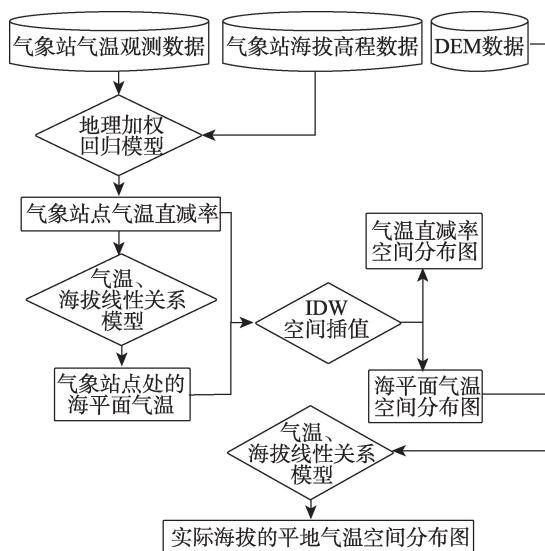 气象站气温观测数据
气象站海拔高程数据
DEM数据
地理加权
回归模型
气象站点气温直减率
气温直减率
空间分布图
气温、
海拔线性关系
模型
IDW
空间插值
气象站点处的
海平面气温
海平面气温
空间分布图
气温、
海拔线性关系
模型
实际海拔的平地气温空间分布图